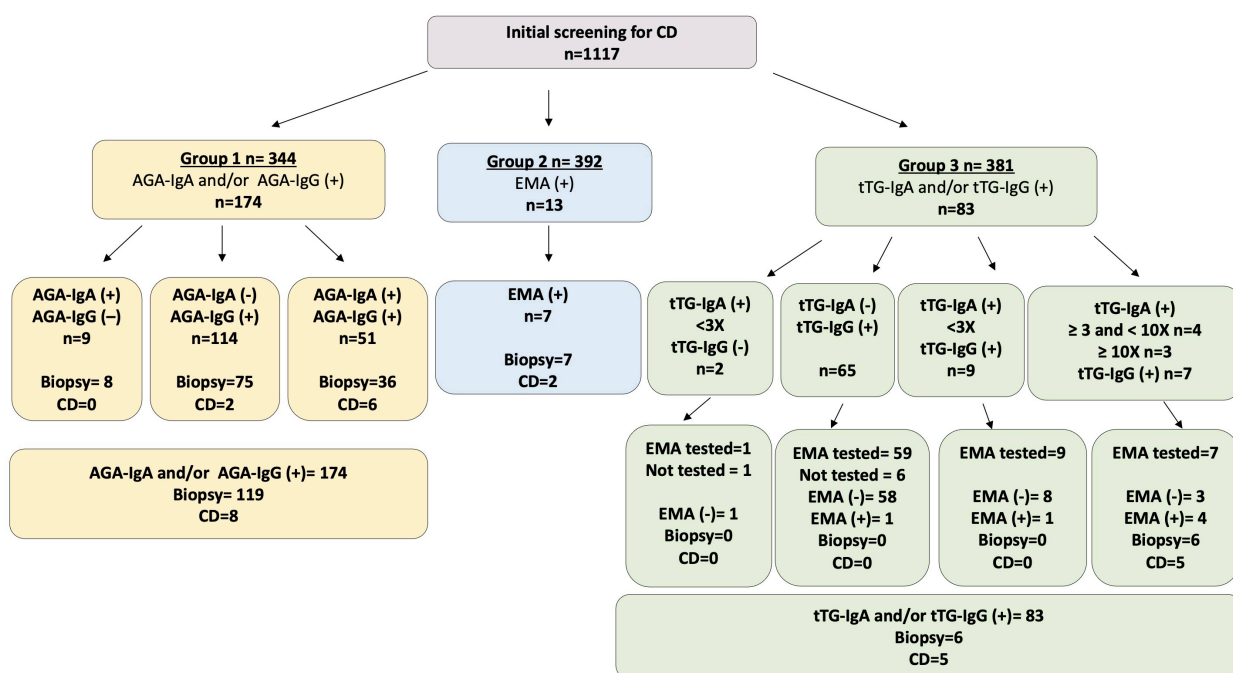 Initial screening for CD
n=1117
Group 1 n= 344
AGA-IgA and/or AGA-IgG (+)
n=174
Group 2 n= 392
EMA (+)
n=13
Group 3 n= 381
tTG-IgA and/or tTG-IgG (+)
n=83
AGA-IgA (+)
AGA-IgG (–)
n=9
Biopsy= 8
CD=0
AGA-IgA (-)
AGA-IgG (+)
n=114
Biopsy=75
CD=2
AGA-IgA (+)
AGA-IgG (+)
n=51
Biopsy=36
CD=6
EMA (+)
n=7
Biopsy=7
CD=2
tTG-IgA (+)
<3X
tTG-IgG (-)
n=2
tTG-IgA (-)
tTG-IgG (+)
n=65
tTG-IgA (+)
<3X
tTG-IgG (+)
n=9
tTG-IgA (+)
≥ 3 and < 10X n=4
≥ 10X n=3
tTG-IgG (+) n=7
AGA-IgA and/or AGA-IgG (+)= 174
Biopsy= 119
CD=8
EMA tested=1
Not tested = 1
EMA (-)= 1
Biopsy=0
CD=0
EMA tested= 59
Not tested = 6
EMA (-)= 58
EMA (+)= 1
Biopsy=0
CD=0
EMA tested=9
EMA (-)= 8
EMA (+)= 1
Biopsy=0
CD=0
EMA tested=7
EMA (-)= 3
EMA (+)= 4
Biopsy=6
CD=5
tTG-IgA and/or tTG-IgG (+)= 83
Biopsy=6
CD=5